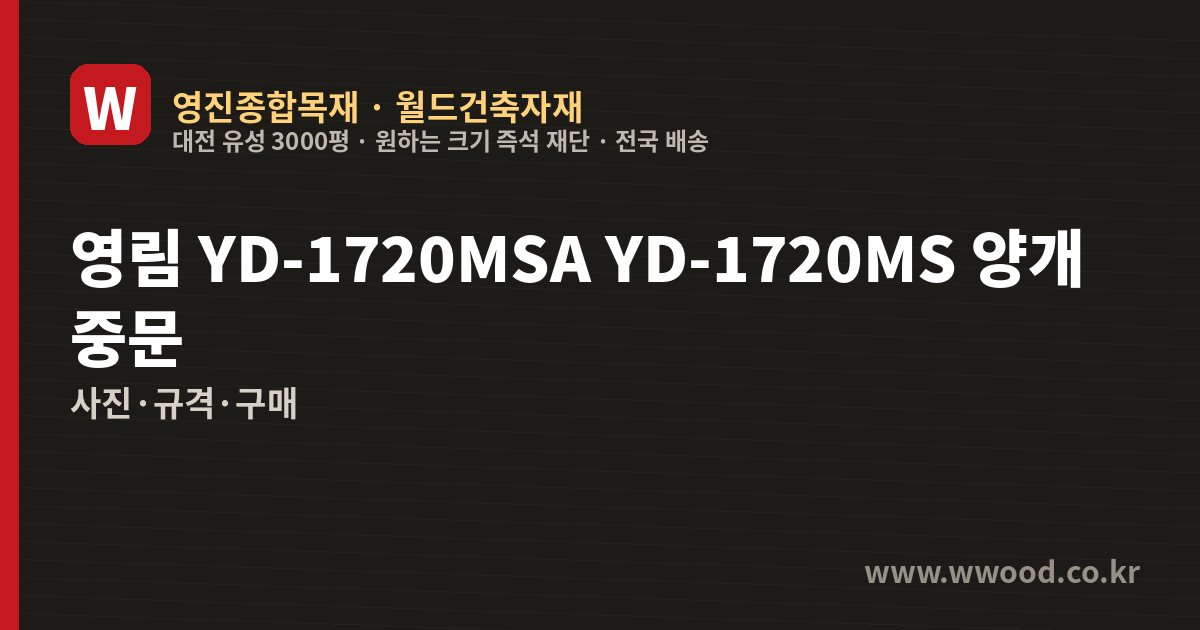 W
영진종합목재 · 월드건축자재
대전 유성 3000평 · 원하는 크기 즉석 재단 · 전국 배송
영림 YD-1720MSA YD-1720MS 양개
중문
사진·규격·구매
www.wwood.co.kr